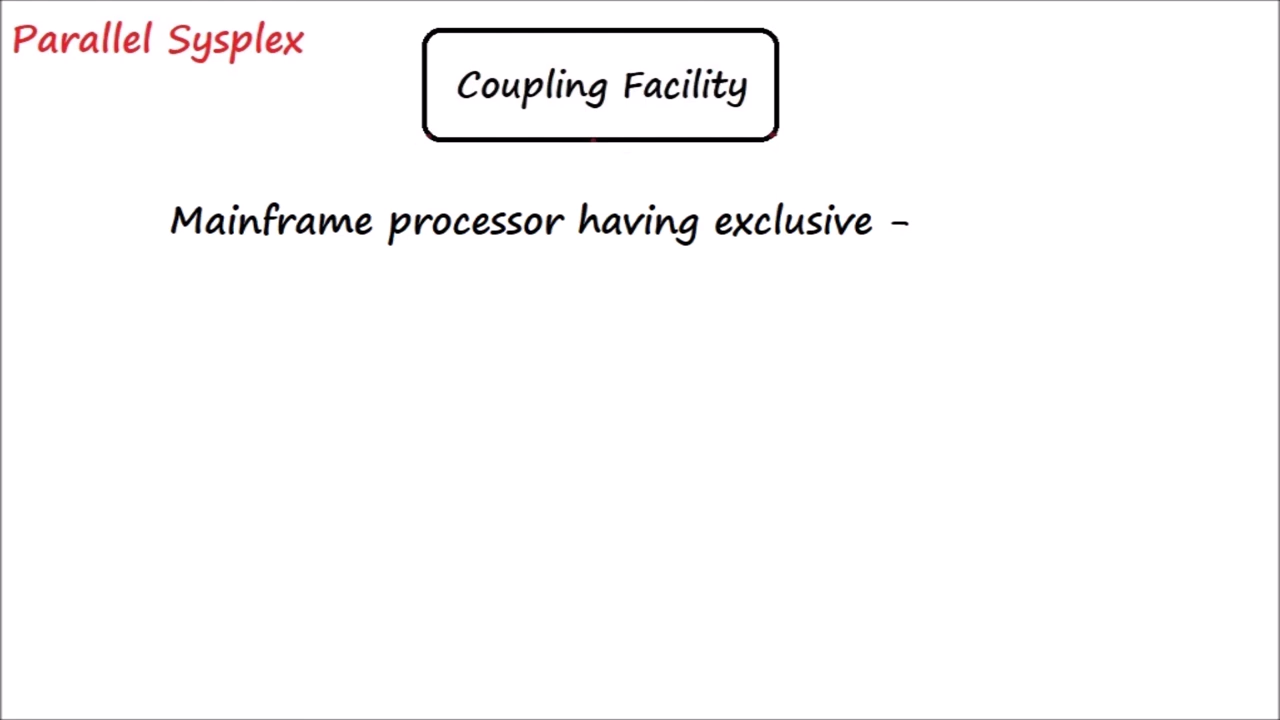 Parallel Sysplex
Coupling Facility
Mainframe processor having exclusive -